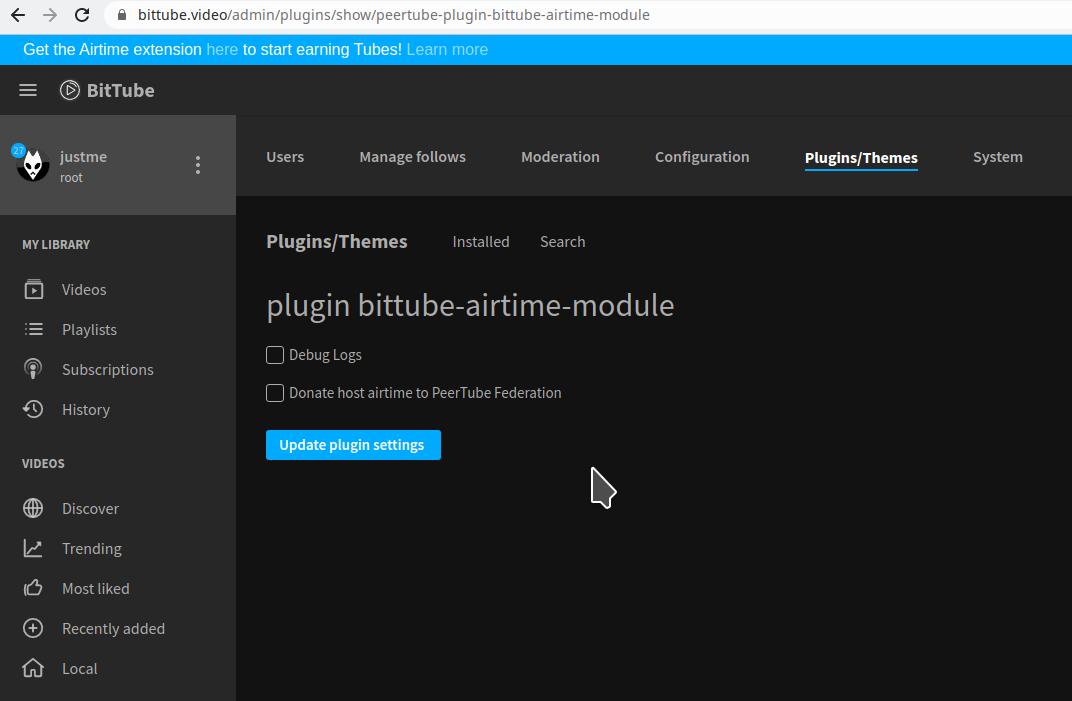 bittube.video/admin/plugins/show/peertube-plugin-bittube-airtime-module
Get the Airtime extension here to start earning Tubes! Learn more
BitTube
27
justme
root
Users Manage follows Moderation Configuration Plugins/Themes System
MY LIBRARY
Videos
Playlists
Subscriptions
History
VIDEOS
Discover
Trending
Most liked
Recently added
Local
Plugins/Themes Installed Search
plugin bittube-airtime-module
Debug Logs
Donate host airtime to PeerTube Federation
Update plugin settings